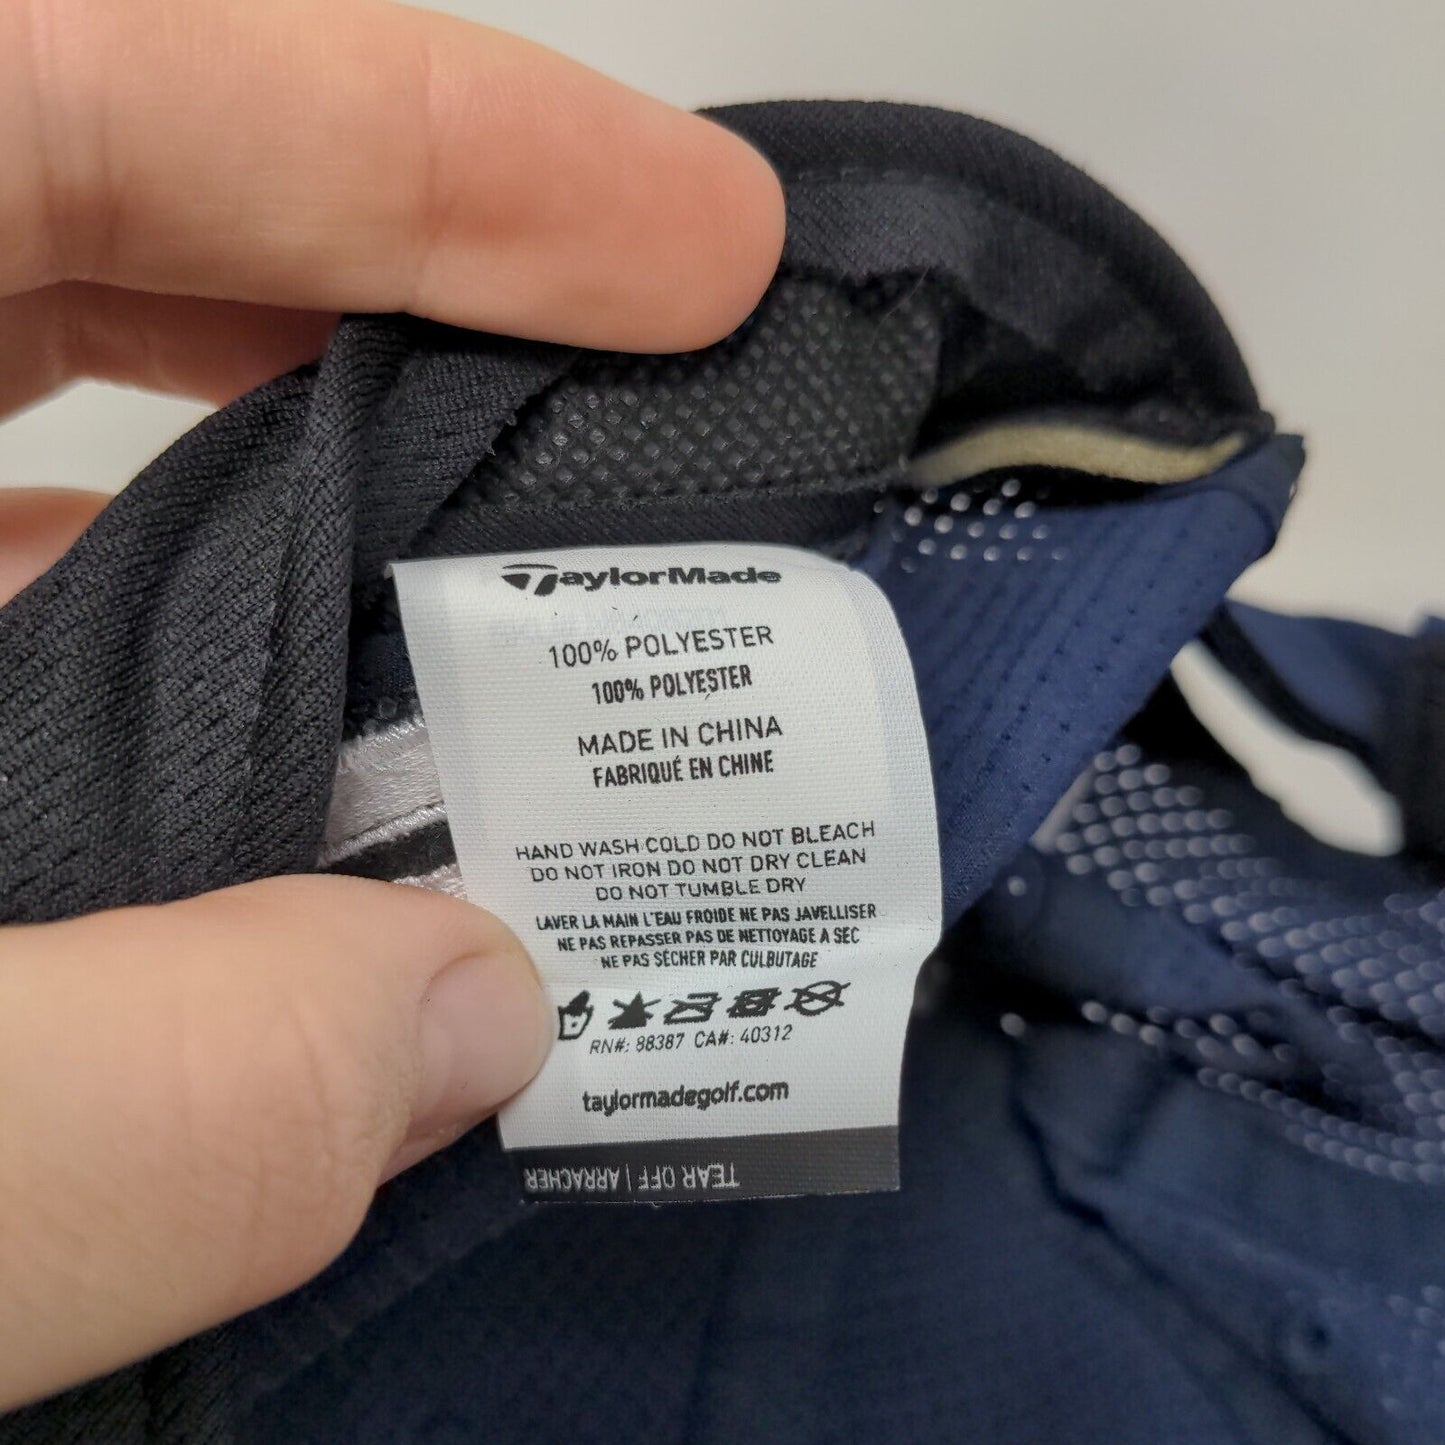 TaylorMade
100% POLYESTER
100% POLYESTER
MADE IN CHINA
FABRIQUÉ EN CHINE
HAND WASH COLD DO NOT BLEACH
DO NOT IRON DO NOT DRY CLEAN
DO NOT TUMBLE DRY
LAVER LA MAIN L'EAU FROIDE NE PAS JAVELLISER
NE PAS REPASSER PAS DE NETTOYAGE A SEC
NE PAS SÉCHER PAR CULBUTAGE
RN#: 88387 CA#: 40312
taylormadegolf.com
TEAR OFF | ARRACHER